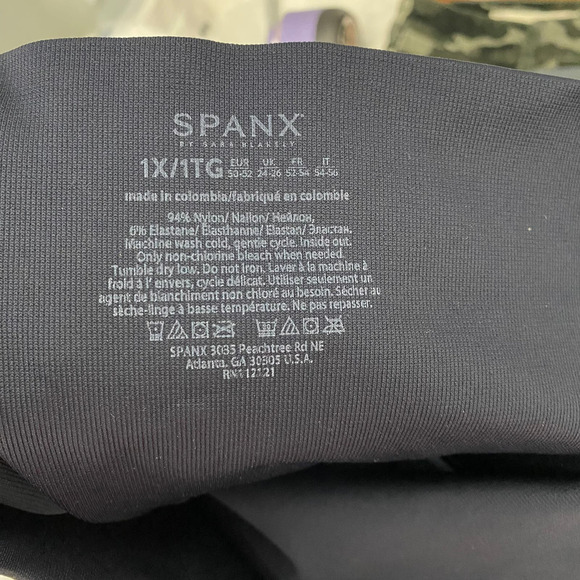 SPANX
BY SARA BLAKELY
1X/1TG EUR 50-52 UK 24-26 FR 52-54 IT 54-56
made in colombia/fabriqué en colombie
94% Nylon/ Nailon/ Нейлон,
6% Elastane/ Élasthanne/ Elastan/ Эластан.
Machine wash cold, gentle cycle. Inside out.
Only non-chlorine bleach when needed.
Tumble dry low. Do not iron. Laver à la machine à
froid à l' envers, cycle délicat. Utiliser seulement un
agent de blanchiment non chloré au besoin. Sécher au
sèche-linge à basse température. Ne pas repasser.
SPANX 3035 Peachtree Rd NE
Atlanta, GA 30305 U.S.A.
RN112121